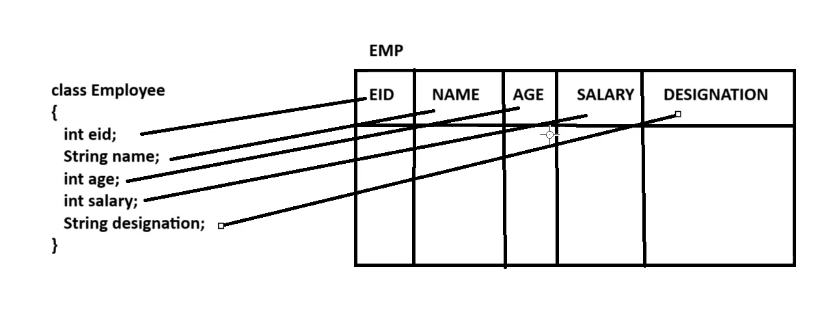 EMP
EID NAME AGE SALARY DESIGNATION
class Employee
{
int eid;
String name;
int age;
int salary;
String designation;
}